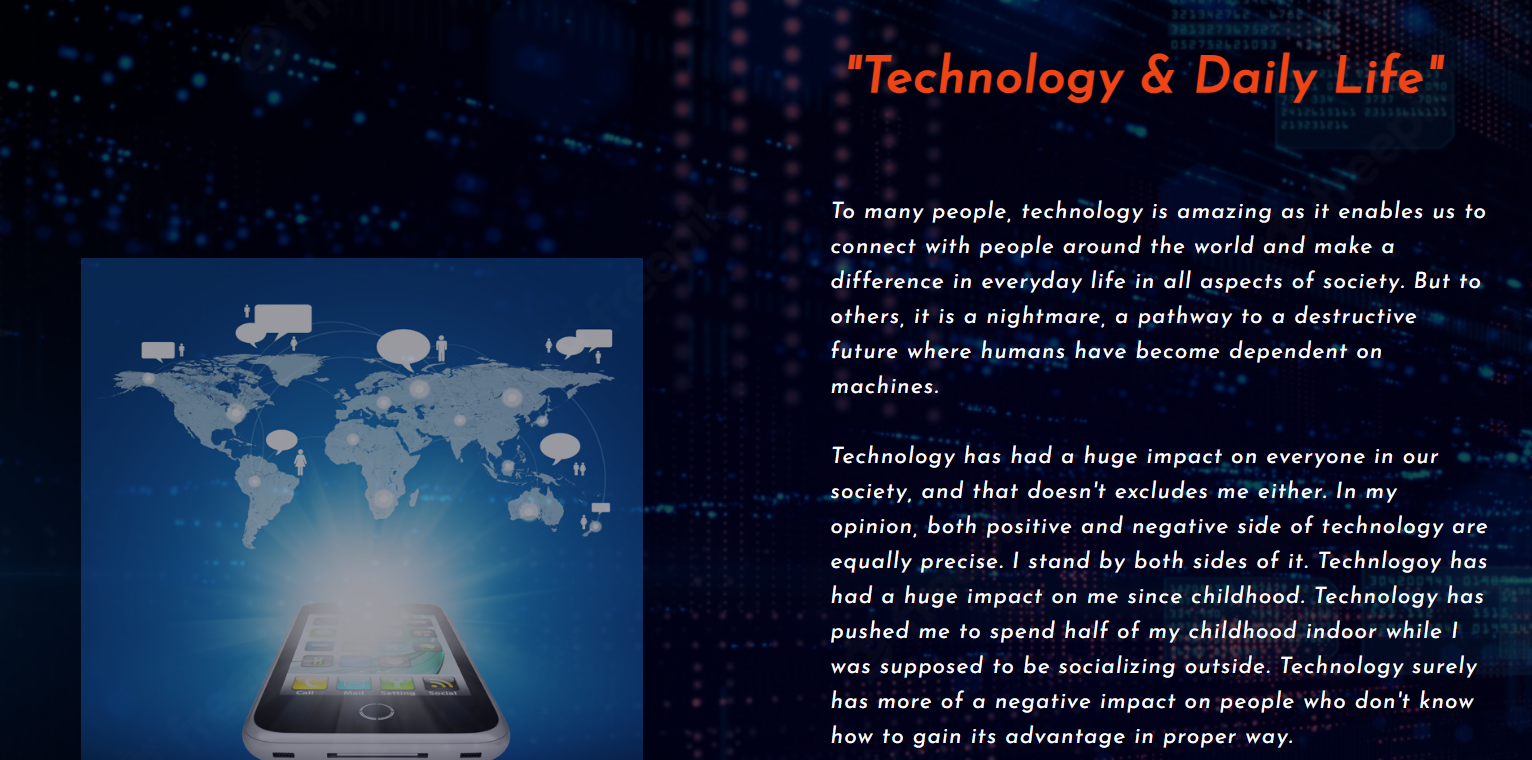 "Technology & Daily Life"
To many people, technology is amazing as it enables us to
connect with people around the world and make a
difference in everyday life in all aspects of society. But to
others, it is a nightmare, a pathway to a destructive
future where humans have become dependent on
machines.
Technology has had a huge impact on everyone in our
society, and that doesn't excludes me either. In my
opinion, both positive and negative side of technology are
equally precise. I stand by both sides of it. Technlogoy has
had a huge impact on me since childhood. Technology has
pushed me to spend half of my childhood indoor while I
was supposed to be socializing outside. Technology surely
has more of a negative impact on people who don't know
how to gain its advantage in proper way.
Call Mail Setting Sozial